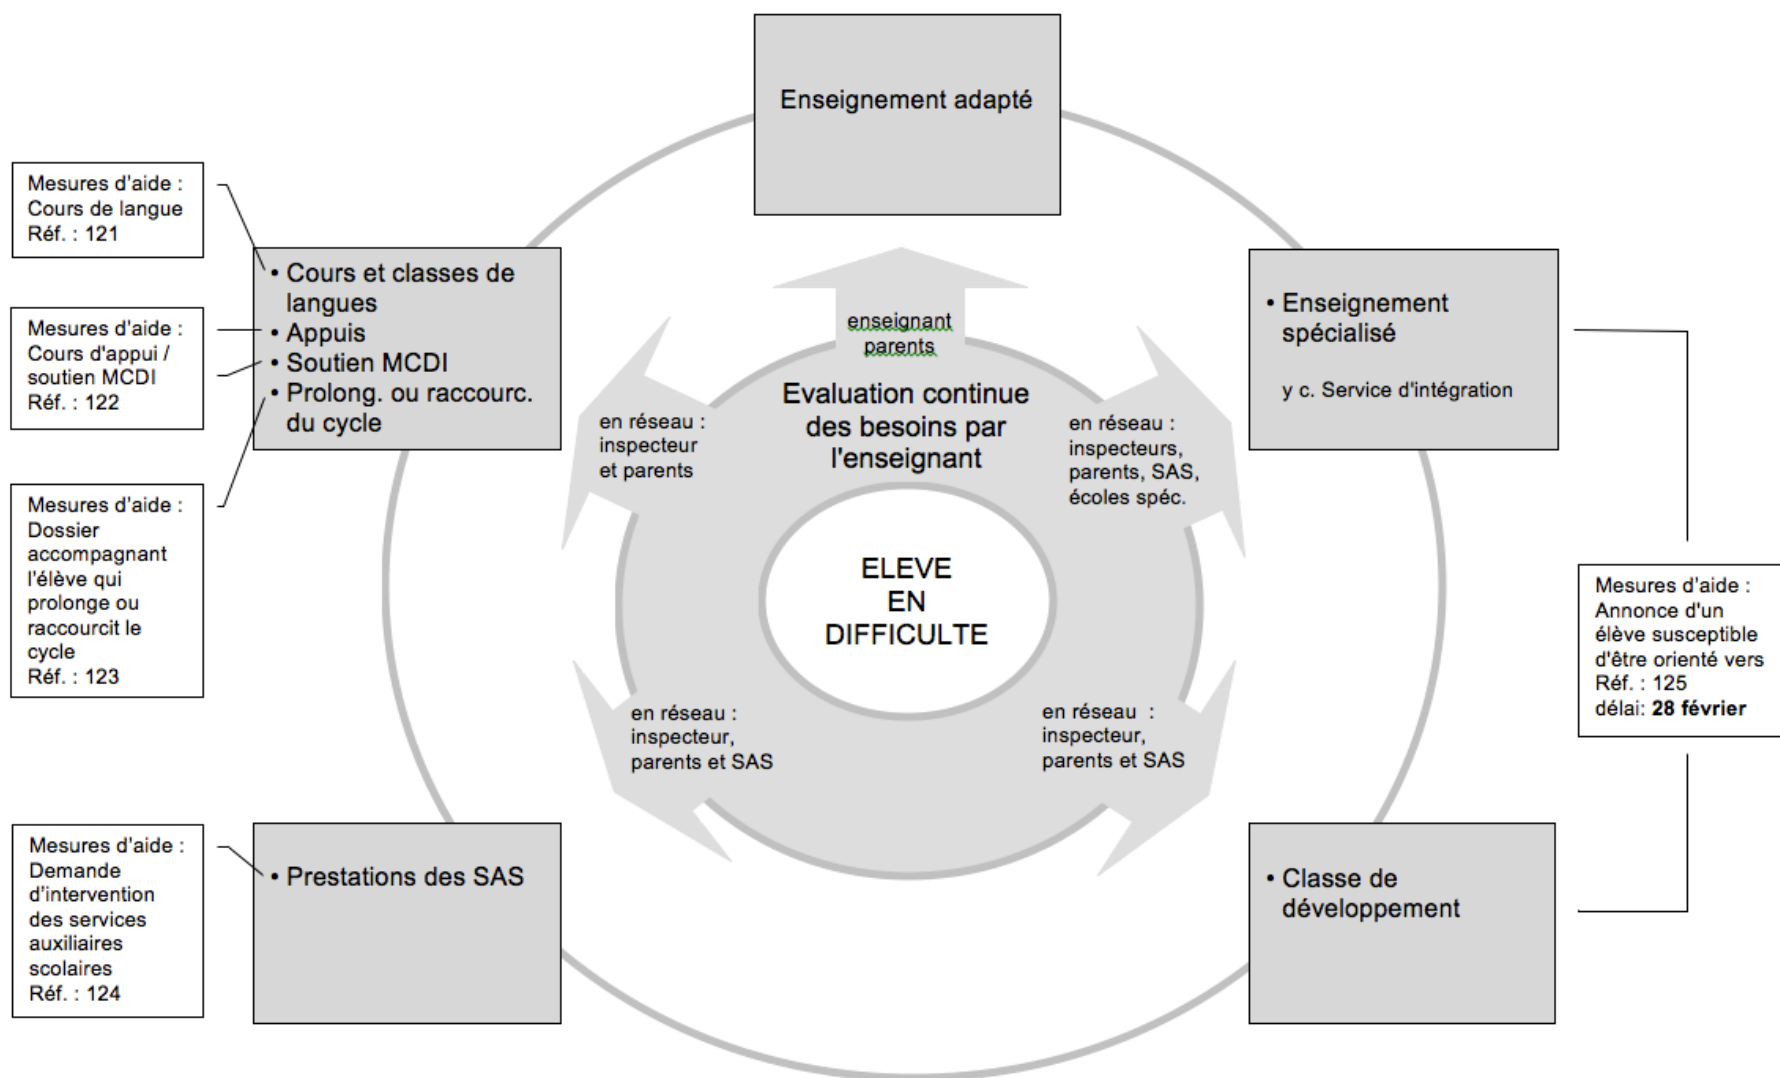 Enseignement adapté
Mesures d'aide :
Cours de langue
Réf. : 121
Mesures d'aide :
Cours d'appui /
soutien MCDI
Réf. : 122
Mesures d'aide :
Dossier
accompagnant
l'élève qui
prolonge ou
raccourcit le
cycle
Réf. : 123
Mesures d'aide :
Demande
d'intervention
des services
auxiliaires
scolaires
Réf. : 124
• Cours et classes de
langues
• Appuis
• Soutien MCDI
• Prolong. ou raccourc.
du cycle
• Prestations des SAS
enseignant
parents
Evaluation continue
des besoins par
l'enseignant
en réseau :
inspecteur
et parents
en réseau :
inspecteurs,
parents, SAS,
écoles spéc.
ELEVE
EN
DIFFICULTE
en réseau :
inspecteur,
parents et SAS
en réseau :
inspecteur,
parents et SAS
• Enseignement
spécialisé
y c. Service d'intégration
• Classe de
développement
Mesures d'aide :
Annonce d'un
élève susceptible
d'être orienté vers
Réf. : 125
délai: 28 février